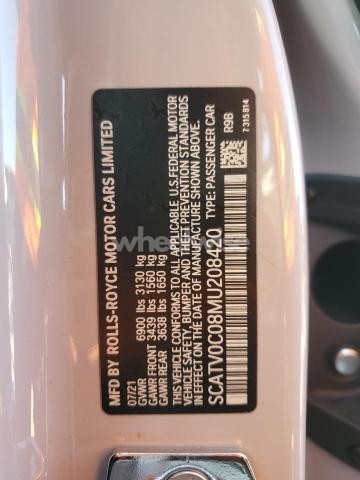 MFD BY ROLLS-ROYCE MOTOR CARS LIMITED
07/21
GVWR 6900 lbs 3130 kg
GAWR FRONT 3439 lbs 1560 kg
GAWR REAR 3638 lbs 1650 kg
THIS VEHICLE CONFORMS TO ALL APPLICABLE U.S.FEDERAL MOTOR
VEHICLE SAFETY, BUMPER AND THEFT PREVENTION STANDARDS
IN EFFECT ON THE DATE OF MANUFACTURE SHOWN ABOVE.
SCATV0C08MU208420 TYPE: PASSENGER CAR
R9B
7 315 814